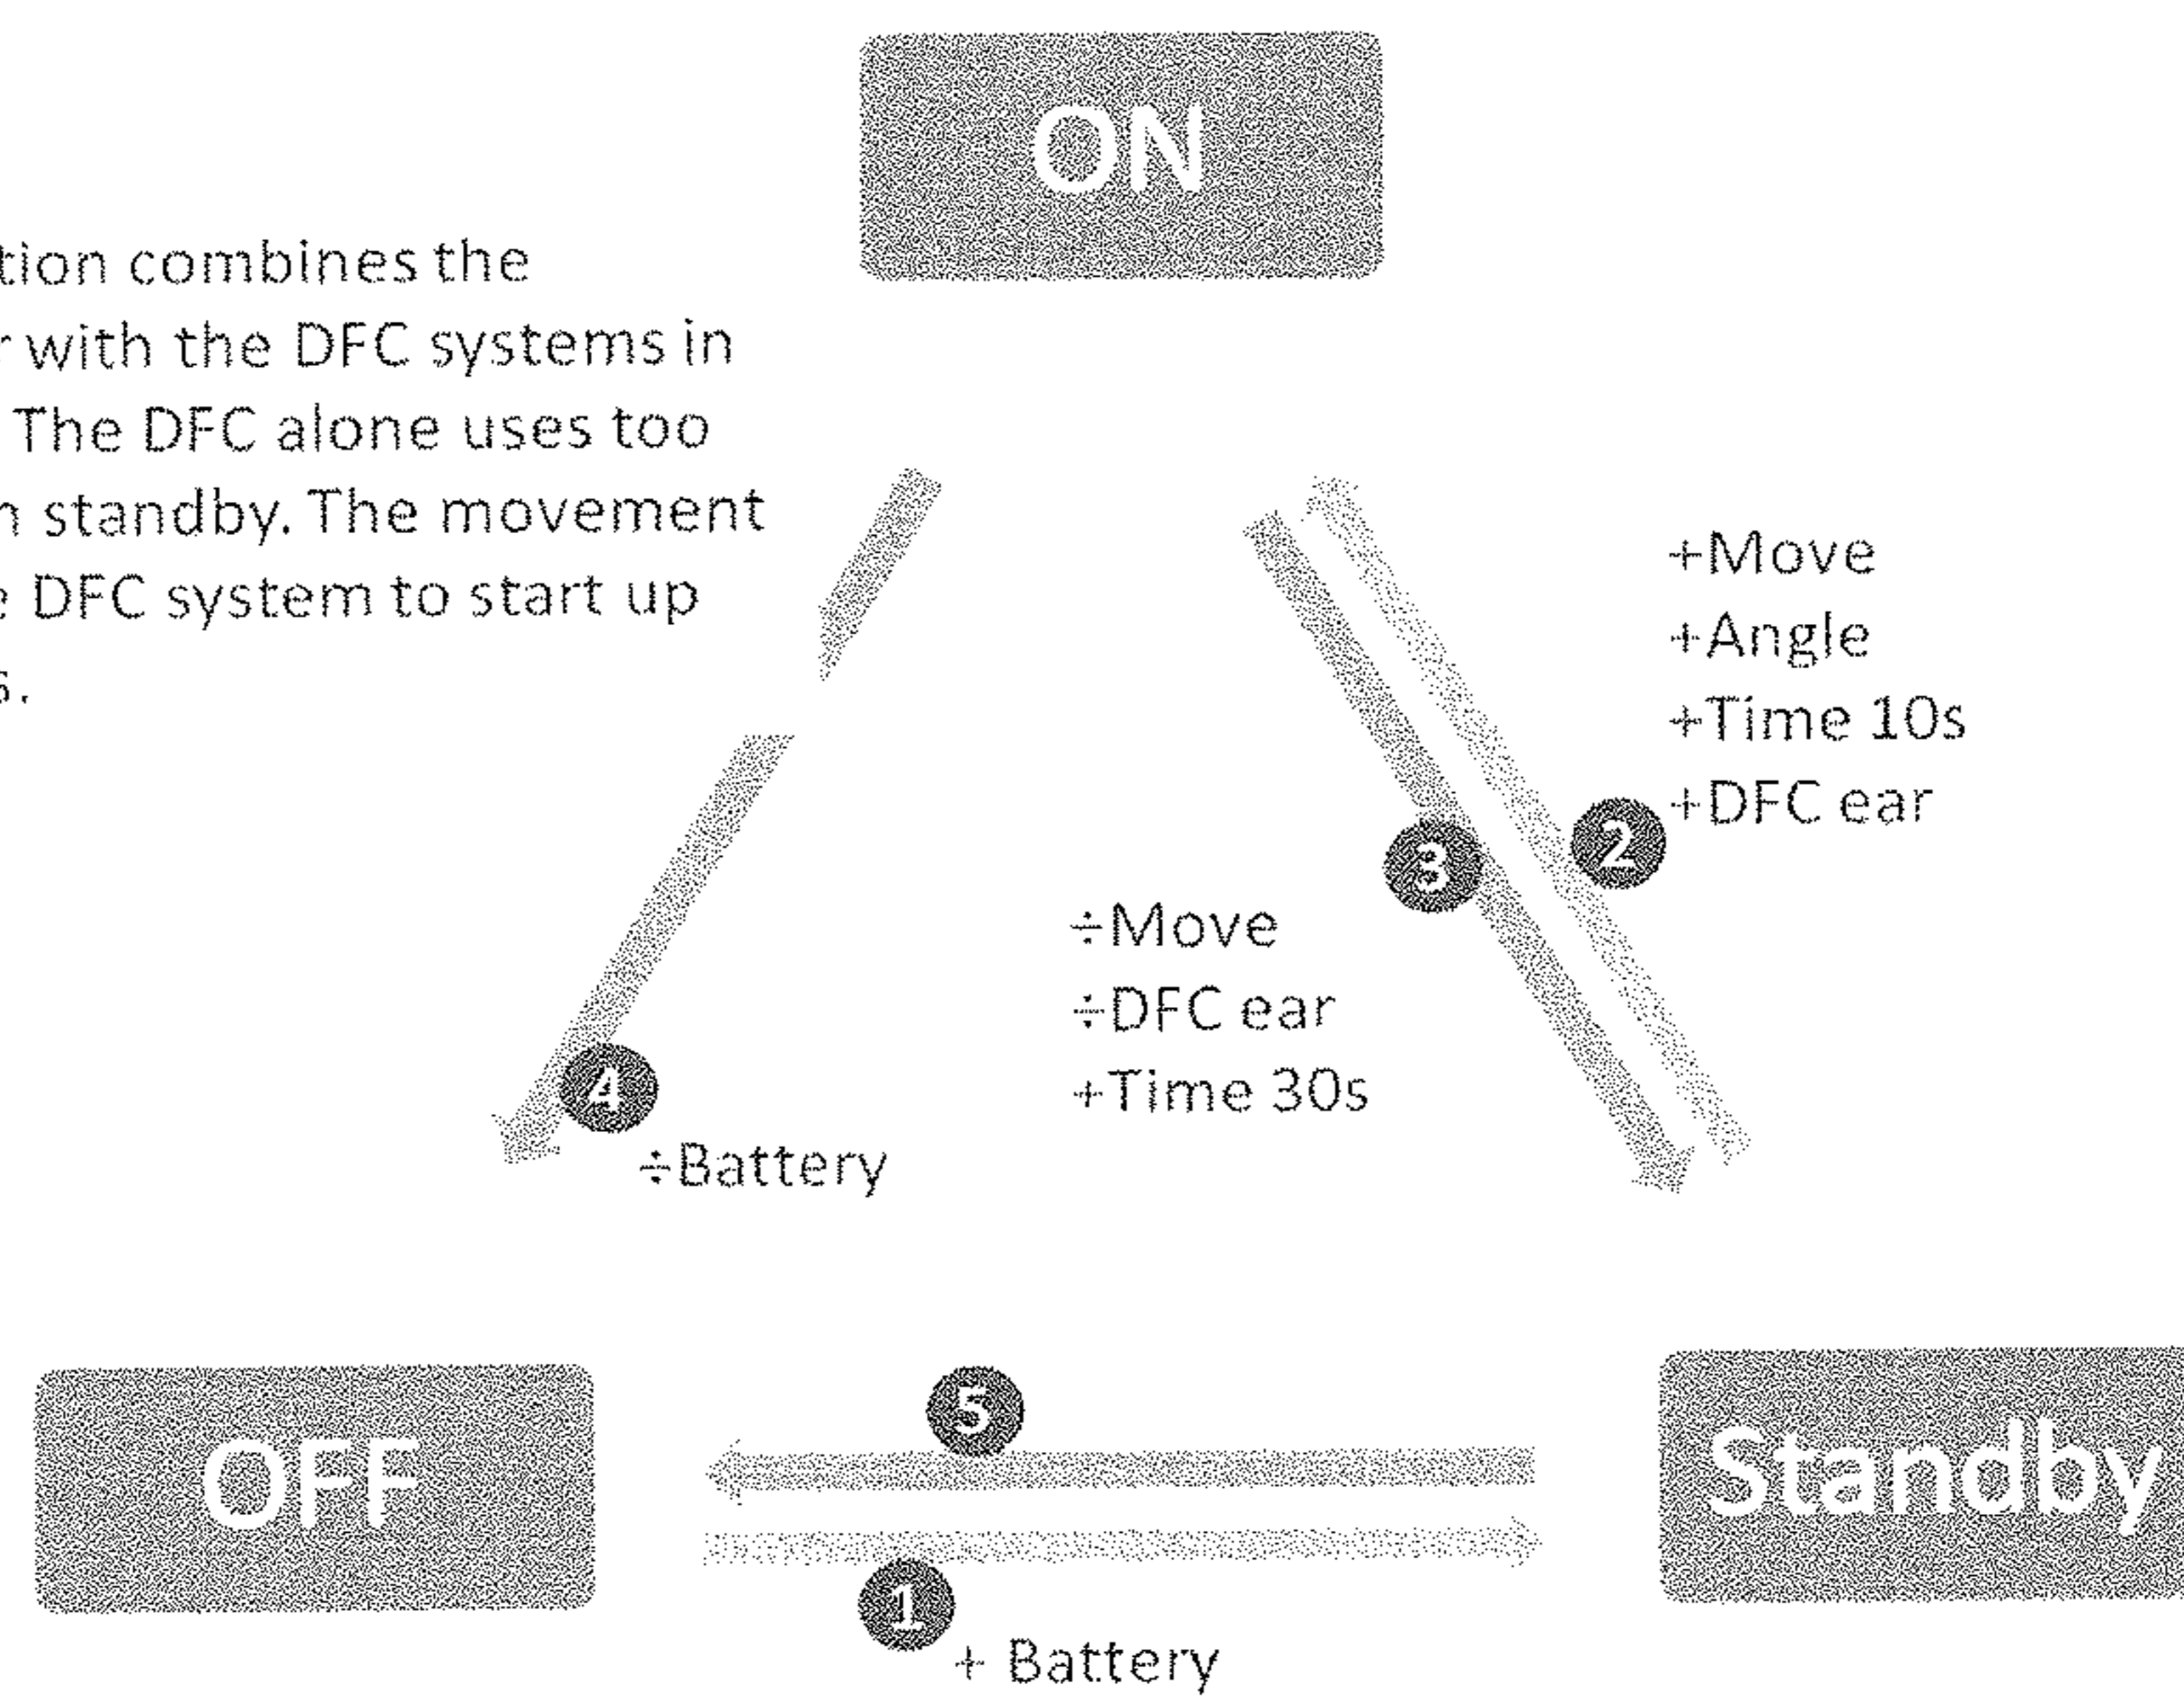 ON
tion combines the
r with the DFC systems in
The DFC alone uses too
n standby. The movement
e DFC system to start up
s.
+Move
+Angle
+Time 10s
+DFC ear
2
3
÷Move
÷DFC ear
+Time 30s
4
÷Battery
5
OFF
Standby
1
+ Battery